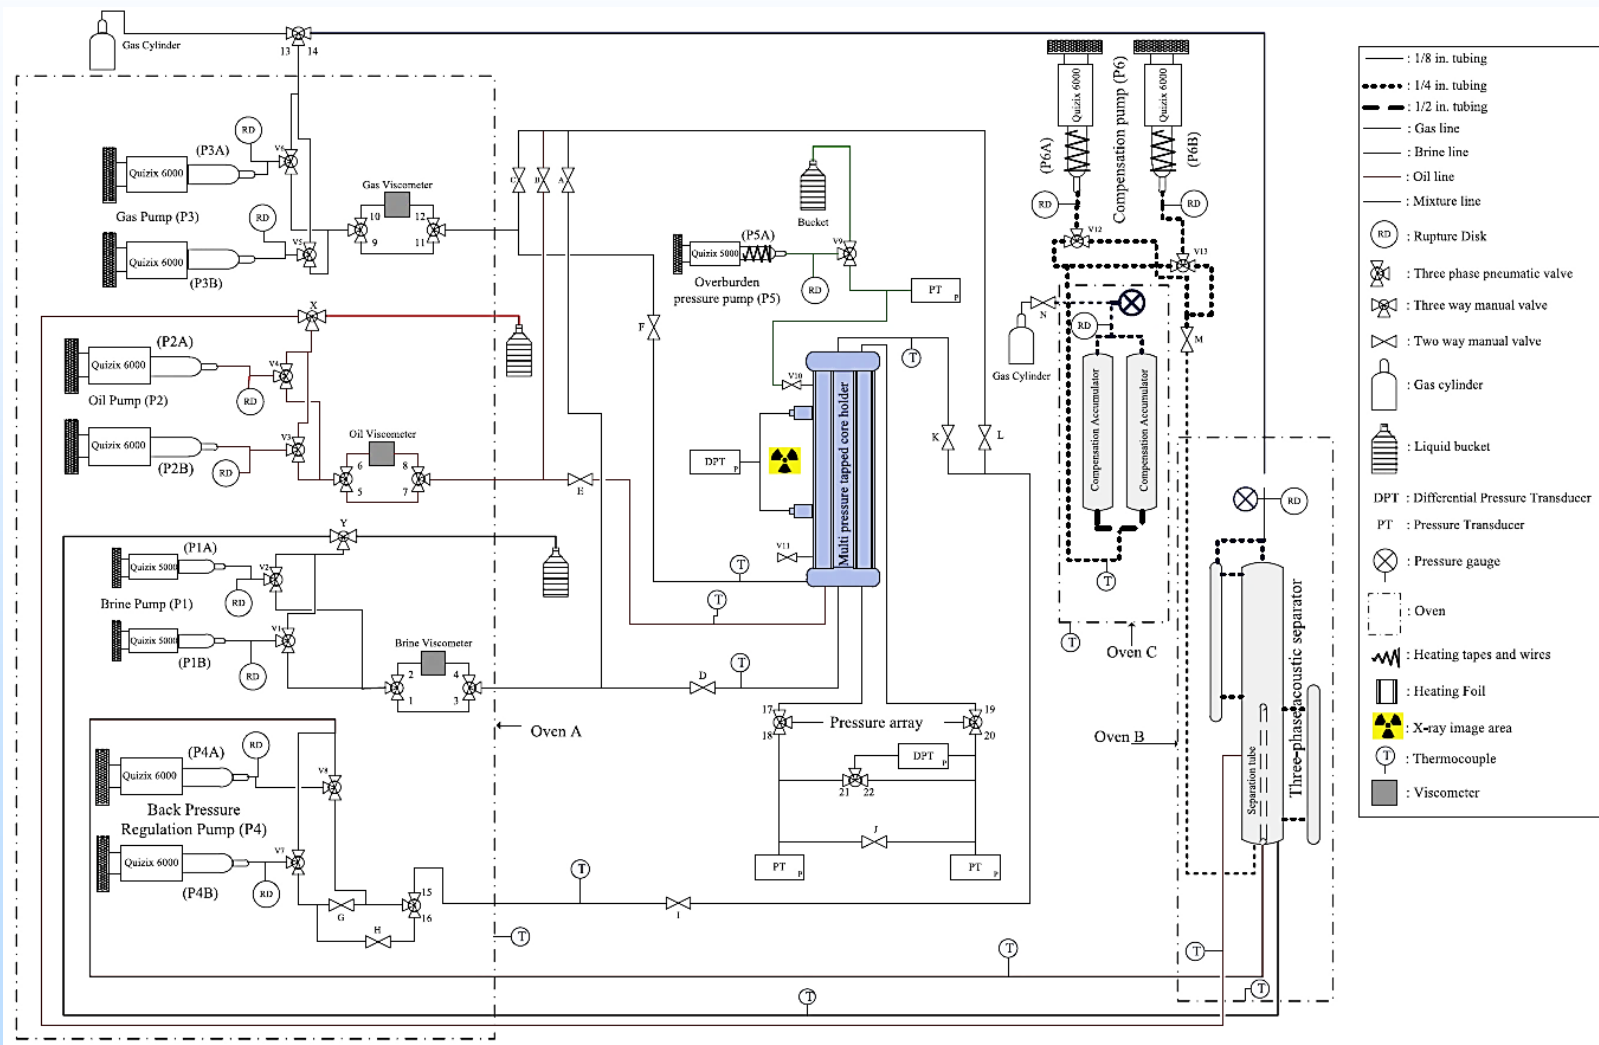 Gas Cylinder
13
14
RD
(P3A)
V6
Quizix 6000
Gas Pump (P3)
RD
V5
Quizix 6000
(P3B)
Gas Viscometer
10
12
9
11
C
B
A
X
(P2A)
Quizix 6000
V4
Oil Pump (P2)
RD
Quizix 6000
V3
(P2B)
RD
Oil Viscometer
6
8
5
7
E
Y
(P1A)
Quizix 5000
V2
Brine Pump (P1)
RD
Quizix 5000
V1
(P1B)
RD
Brine Viscometer
2
4
1
3
D
T
Oven A
(P4A)
RD
Quizix 6000
V8
Back Pressure
Regulation Pump (P4)
Quizix 6000
V7
(P4B)
RD
G
H
15
16
T
T
I
T
T
Bucket
(P5A)
Quizix 5000
V9
Overburden
pressure pump (P5)
RD
PT
P
F
V10
DPT
P
V11
Multi pressure tapped core holder
T
T
T
K
L
17
18
Pressure array
19
20
DPT
P
21
22
J
PT
P
PT
P
Quizix 6000
Quizix 6000
Compensation pump (P6)
(P6A)
(P6B)
RD
RD
V12
V13
N
RD
Gas Cylinder
M
Compensation Accumulator
Compensation Accumulator
T
T
Oven C
RD
Three-phase acoustic separator
Separation tube
Oven B
T
T
: 1/8 in. tubing
: 1/4 in. tubing
: 1/2 in. tubing
: Gas line
: Brine line
: Oil line
: Mixture line
RD : Rupture Disk
: Three phase pneumatic valve
: Three way manual valve
: Two way manual valve
: Gas cylinder
: Liquid bucket
DPT : Differential Pressure Transducer
PT : Pressure Transducer
: Pressure gauge
: Oven
: Heating tapes and wires
: Heating Foil
: X-ray image area
T : Thermocouple
: Viscometer